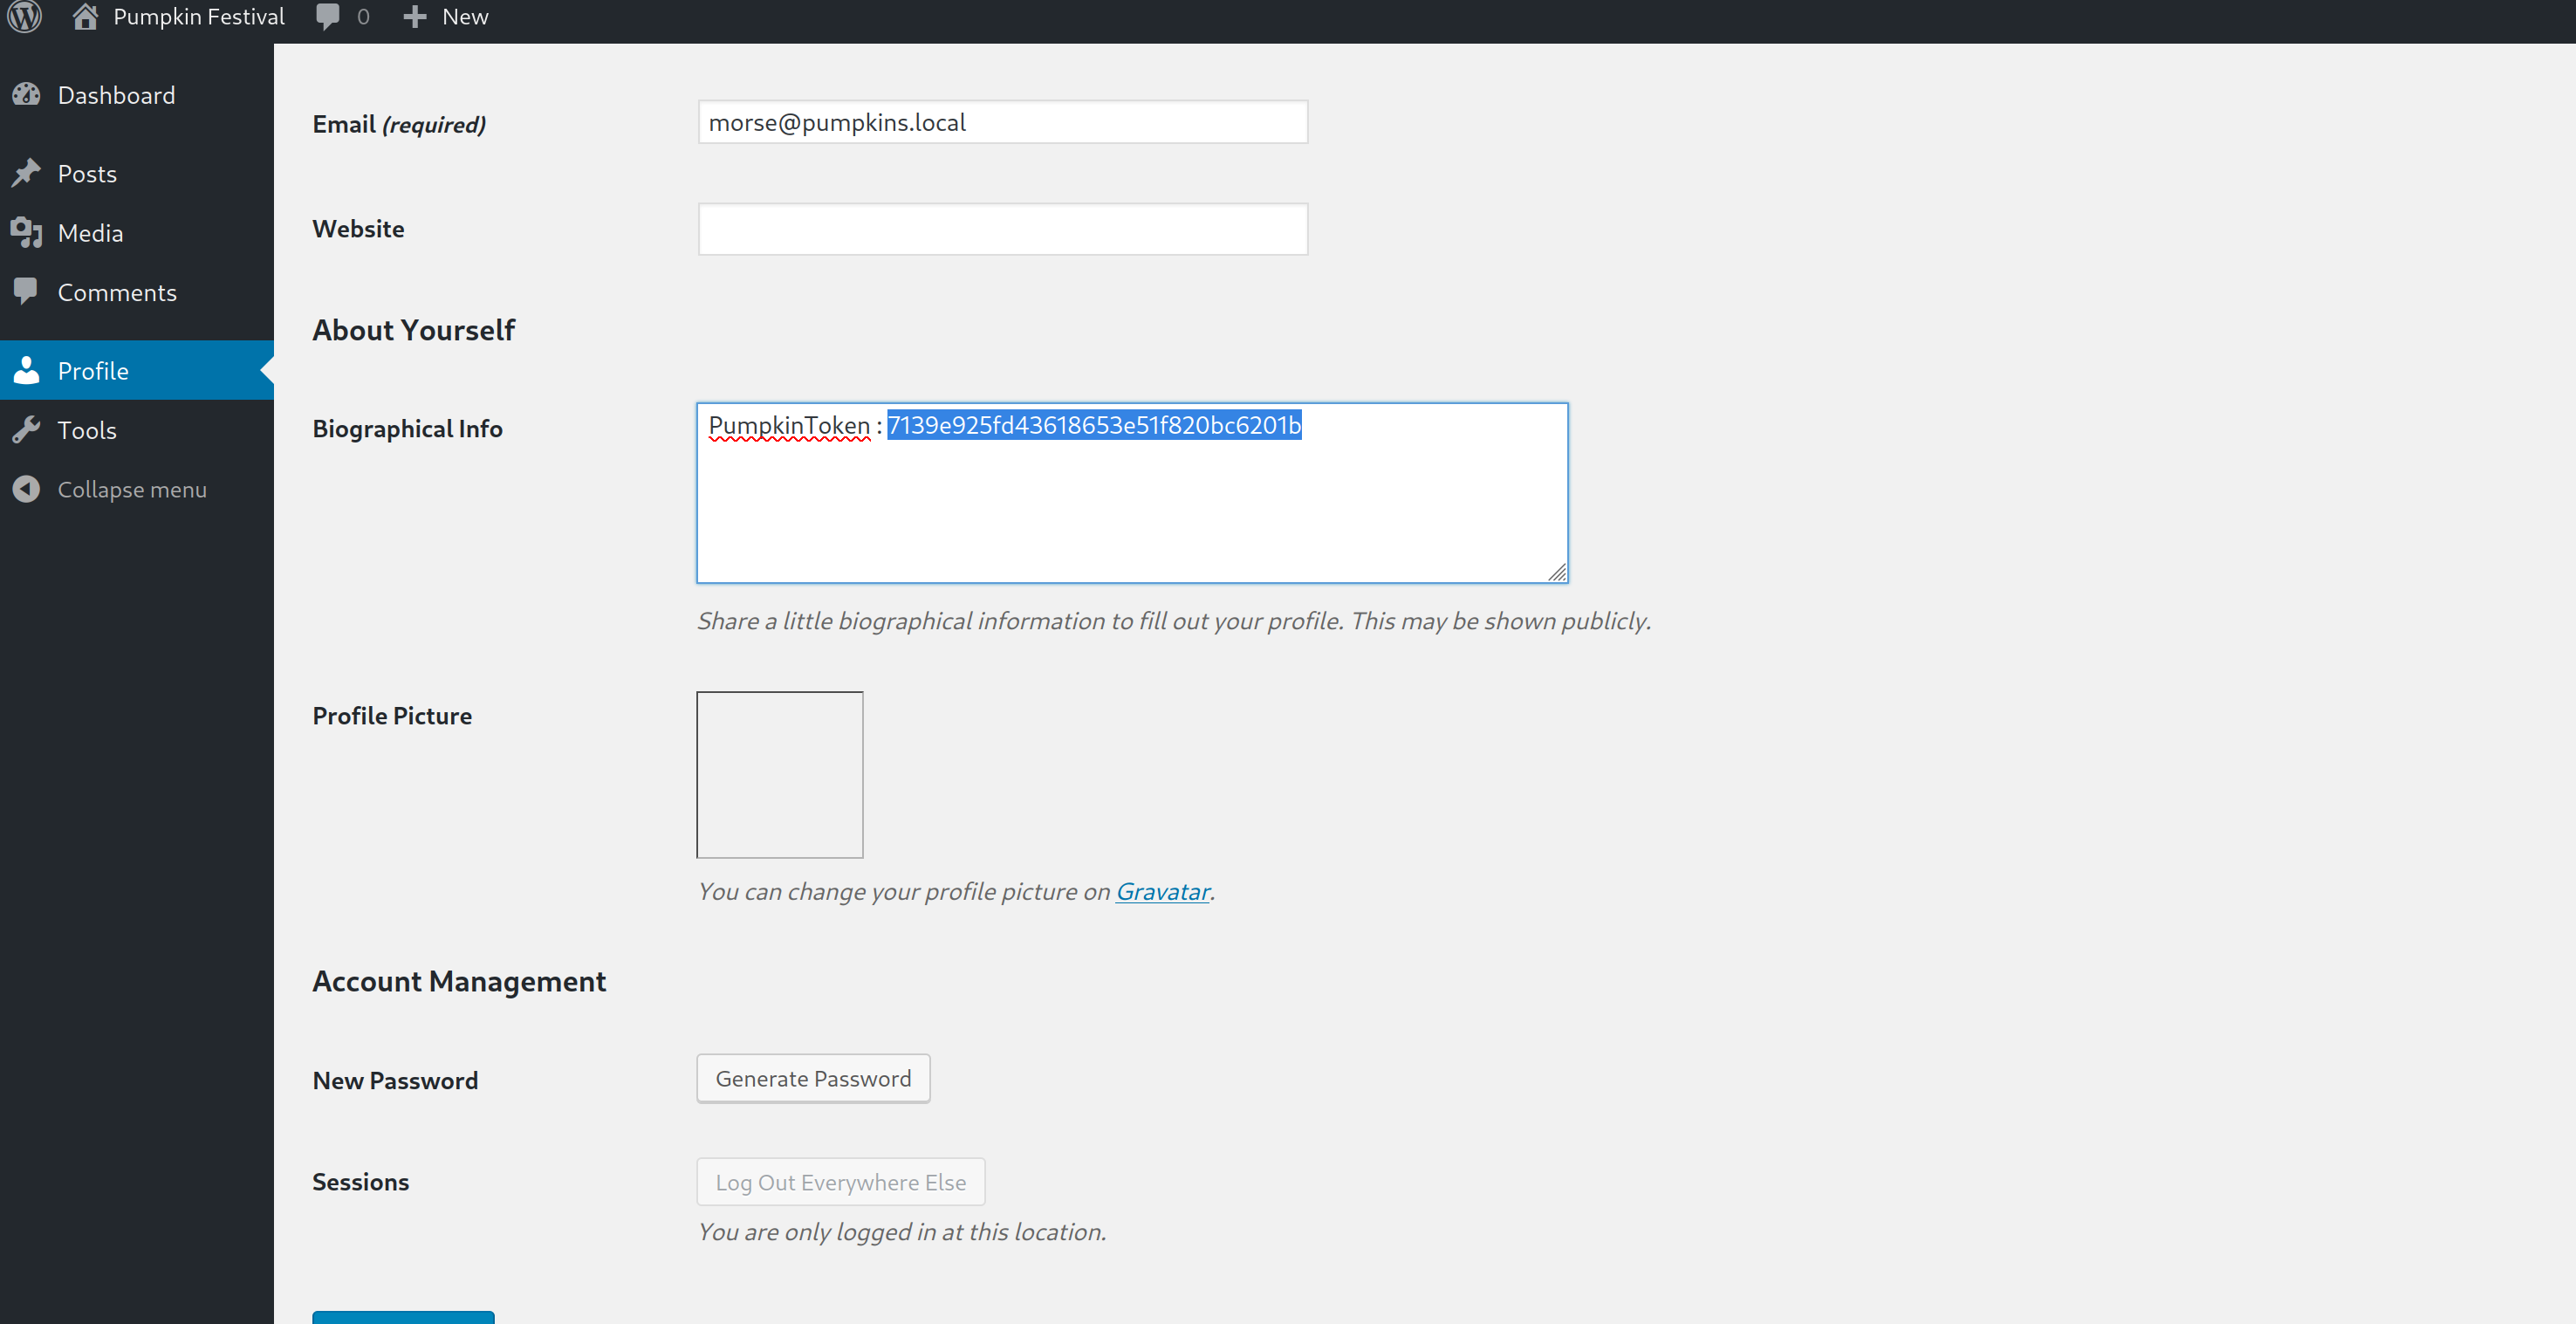 Pumpkin Festival 0 New
Dashboard
Posts
Media
Comments
Profile
Tools
Collapse menu
Email (required)
morse@pumpkins.local
Website
About Yourself
Biographical Info
PumpkinToken : 7139e925fd43618653e51f820bc6201b
Share a little biographical information to fill out your profile. This may be shown publicly.
Profile Picture
You can change your profile picture on Gravatar.
Account Management
New Password
Generate Password
Sessions
Log Out Everywhere Else
You are only logged in at this location.